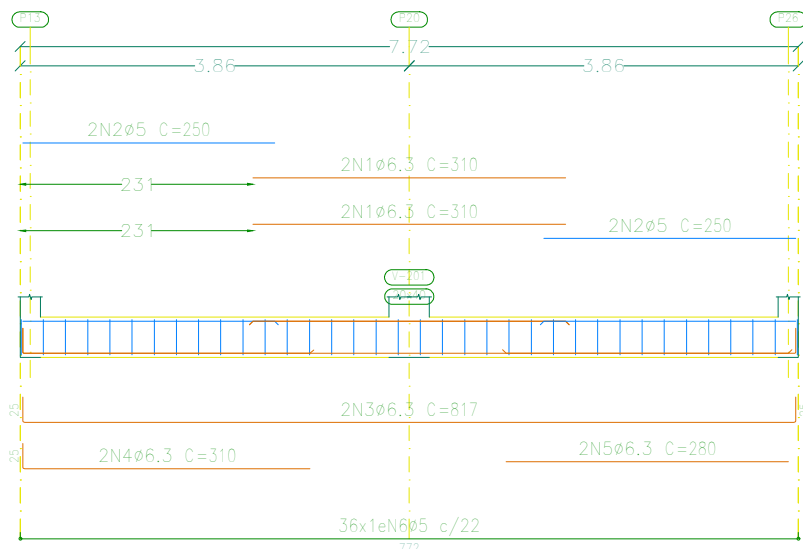 P13 P20 P26
7.72
3.86 3.86
2N2ø5 C=250
2N1ø6.3 C=310
231
2N1ø6.3 C=310
231
2N2ø5 C=250
V-201
25
2N3ø6.3 C=817
25
2N4ø6.3 C=310
2N5ø6.3 C=280
36x1eN6ø5 c/22
772